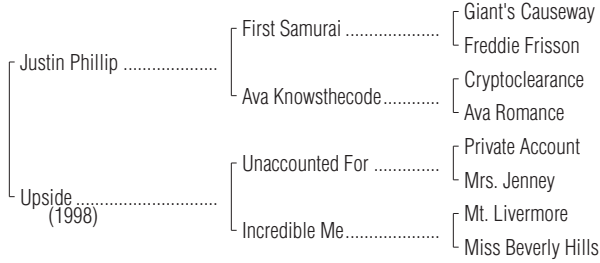 Giant's Causeway
First Samurai ....................
Freddie Frisson
Justin Phillip ....................
Cryptoclearance
Ava Knowsthecode............
Ava Romance
Private Account
Unaccounted For ..............
Mrs. Jenney
Upside ..............................
(1998)
Mt. Livermore
Incredible Me....................
Miss Beverly Hills